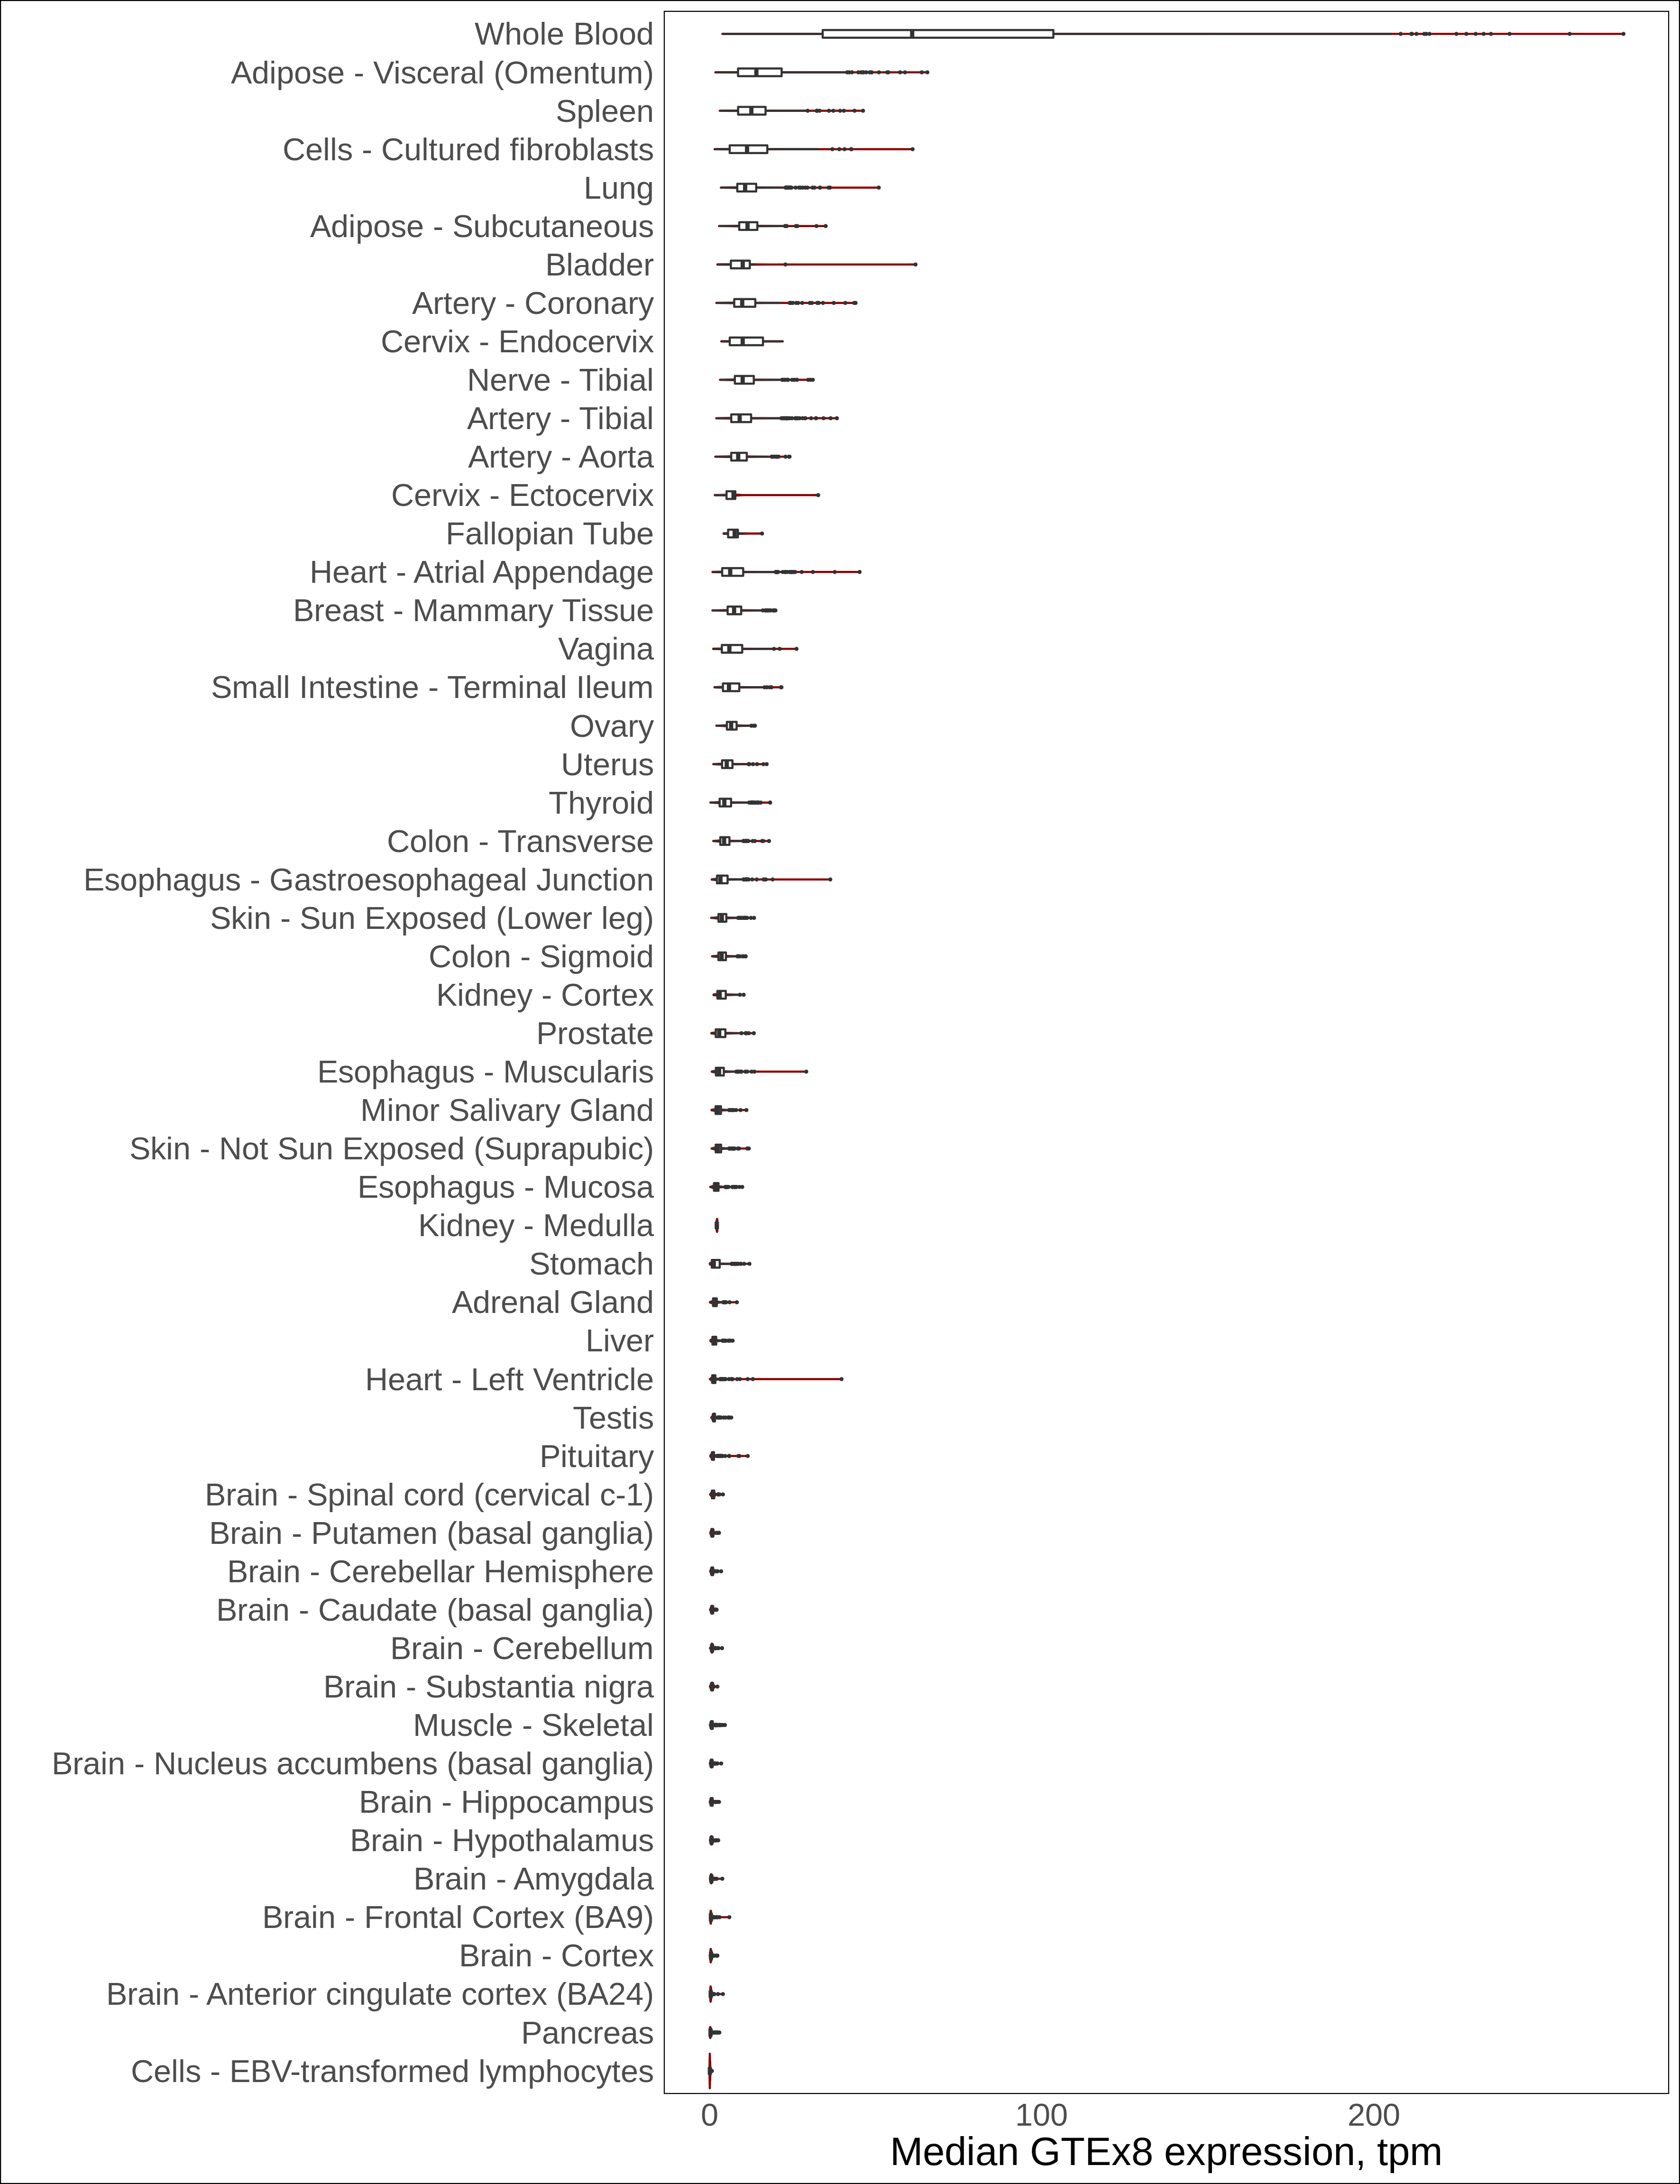 Whole Blood
Adipose - Visceral (Omentum)
Spleen
Cells - Cultured fibroblasts
Lung
Adipose - Subcutaneous
Bladder
Artery - Coronary
Cervix - Endocervix
Nerve - Tibial
Artery - Tibial
Artery - Aorta
Cervix - Ectocervix
Fallopian Tube
Heart - Atrial Appendage
Breast - Mammary Tissue
Vagina
Small Intestine - Terminal Ileum
Ovary
Uterus
Thyroid
Colon - Transverse
Esophagus - Gastroesophageal Junction
Skin - Sun Exposed (Lower leg)
Colon - Sigmoid
Kidney - Cortex
Prostate
Esophagus - Muscularis
Minor Salivary Gland
Skin - Not Sun Exposed (Suprapubic)
Esophagus - Mucosa
Kidney - Medulla
Stomach
Adrenal Gland
Liver
Heart - Left Ventricle
Testis
Pituitary
Brain - Spinal cord (cervical c-1)
Brain - Putamen (basal ganglia)
Brain - Cerebellar Hemisphere
Brain - Caudate (basal ganglia)
Brain - Cerebellum
Brain - Substantia nigra
Muscle - Skeletal
Brain - Nucleus accumbens (basal ganglia)
Brain - Hippocampus
Brain - Hypothalamus
Brain - Amygdala
Brain - Frontal Cortex (BA9)
Brain - Cortex
Brain - Anterior cingulate cortex (BA24)
Pancreas
Cells - EBV-transformed lymphocytes
0 100 200
Median GTEx8 expression, tpm